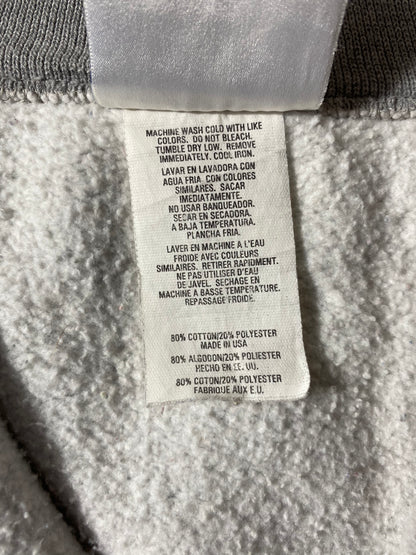 MACHINE WASH COLD WITH LIKE
COLORS. DO NOT BLEACH.
TUMBLE DRY LOW. REMOVE
IMMEDIATELY. COOL IRON.
LAVAR EN LAVADORA CON
AGUA FRIA. CON COLORES
SIMILARES. SACAR
IMEDIATAMENTE.
NO USAR BANQUEADOR.
SECAR EN SECADORA
A BAJA TEMPERATURA.
PLANCHA FRIA.
LAVER EN MACHINE A L'EAU
FROIDE AVEC COULEURS
SIMILAIRES. RETIRER RAPIDMENT.
NE PAS UTILISER D'EAU
DE JAVEL. SECHAGE EN
MACHINE A BASSE TEMPERATURE.
REPASSAGE FROIDE.
80% COTTON/20% POLYESTER
MADE IN USA
80% ALGODON/20% POLIESTER
HECHO EN EE. UU.
80% COTON/20% POLYESTER
FABRIQUE AUX E.U.